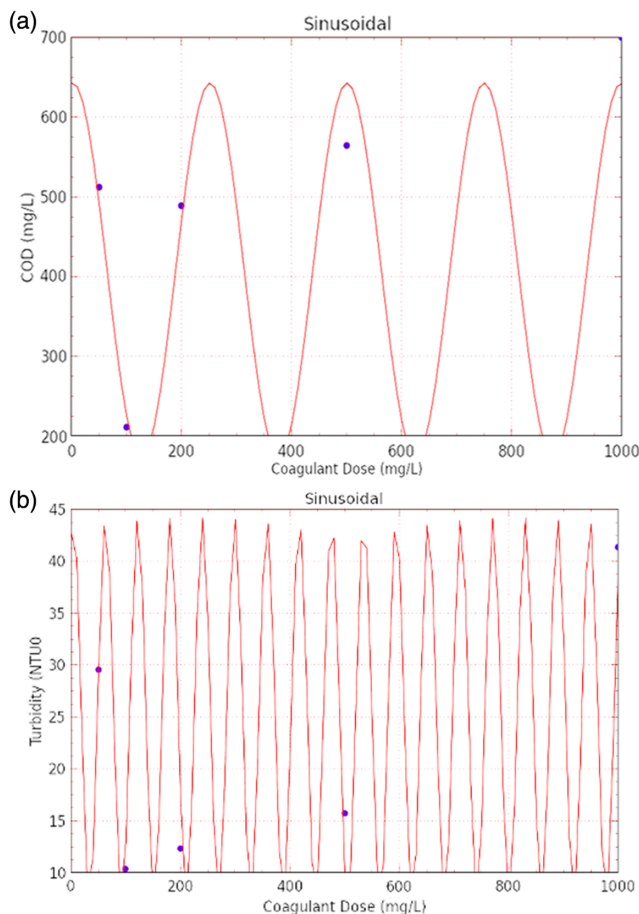 (a)
Sinusoidal
700
600
500
400
300
200
COD (mg/L)
0 200 400 600 800 1000
Coagulant Dose (mg/L)
(b)
Sinusoidal
45
40
35
30
25
20
15
10
Turbidity (NTU0
0 200 400 600 800 1000
Coagulant Dose (mg/L)